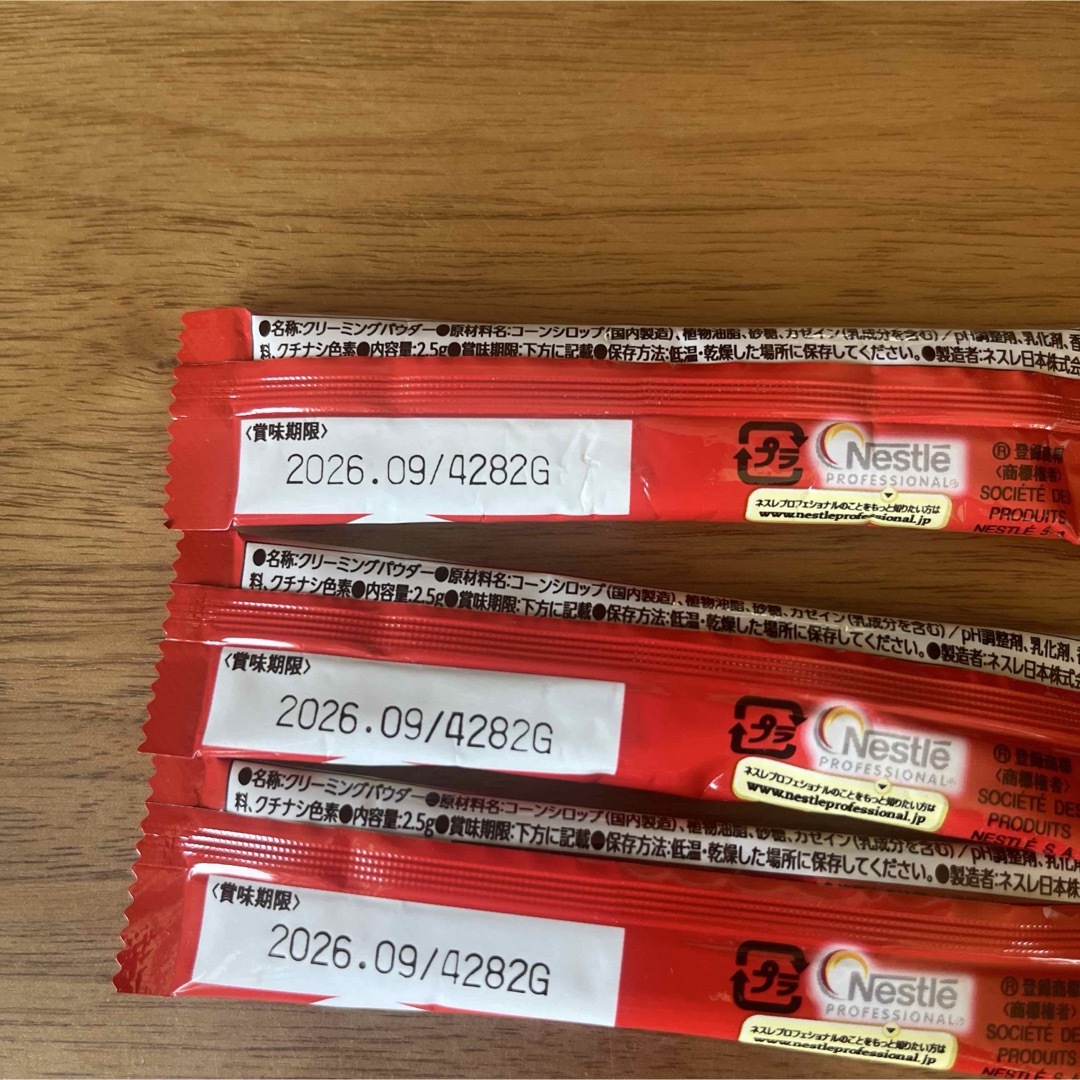 ●名称:クリーミングパウダー●原材料名:コーンシロップ(国内製造)、植物油脂、砂糖、カゼイン(乳成分を含む)/pH調整剤、乳化剤、香
料、クチナシ色素●内容量:2.5g●賞味期限:下方に記載●保存方法:低温・乾燥した場所に保存してください。●製造者:ネスレ日本株式会
〈賞味期限〉
2026.09/4282G
プラ
Nestlé
PROFESSIONAL®
ネスレプロフェショナルのことをもっと知りたい方は
www.nestleprofessional.jp
®登録商標
〈商標権者〉
SOCIÉTÉ DES
PRODUITS
NESTLÉ S.A.
●名称:クリーミングパウダー●原材料名:コーンシロップ(国内製造)、植物油脂、砂糖、カゼイン(乳成分を含む)/pH調整剤、乳化剤、香
料、クチナシ色素●内容量:2.5g●賞味期限:下方に記載●保存方法:低温・乾燥した場所に保存してください。●製造者:ネスレ日本株式会
〈賞味期限〉
2026.09/4282G
プラ
Nestlé
PROFESSIONAL®
ネスレプロフェショナルのことをもっと知りたい方は
www.nestleprofessional.jp
®登録商標
〈商標権者〉
SOCIÉTÉ DES
PRODUITS
NESTLÉ S.A.
●名称:クリーミングパウダー●原材料名:コーンシロップ(国内製造)、植物油脂、砂糖、カゼイン(乳成分を含む)/pH調整剤、乳化
料、クチナシ色素●内容量:2.5g●賞味期限:下方に記載●保存方法:低温・乾燥した場所に保存してください。●製造者:ネスレ日本株
〈賞味期限〉
2026.09/4282G
プラ
Nestlé
PROFESSIONAL®
ネスレプロフェショナルのことをもっと知りたい方は
www.nestleprofessional.jp
®登録商標
〈商標権者〉
SOCIÉTÉ DES
PRODUITS
NESTLÉ S.A.